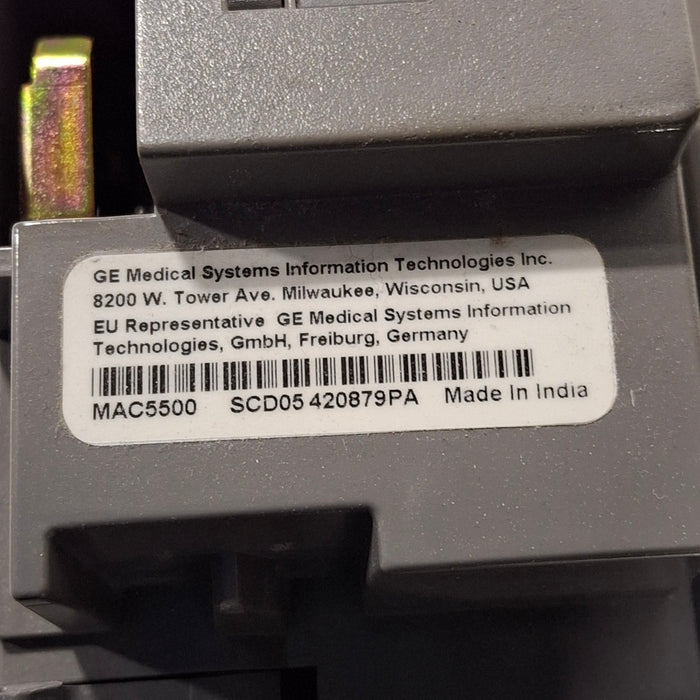 GE Medical Systems Information Technologies Inc.
8200 W. Tower Ave. Milwaukee, Wisconsin, USA
EU Representative GE Medical Systems Information
Technologies, GmbH, Freiburg, Germany
MAC5500 SCD05 420879PA Made In India